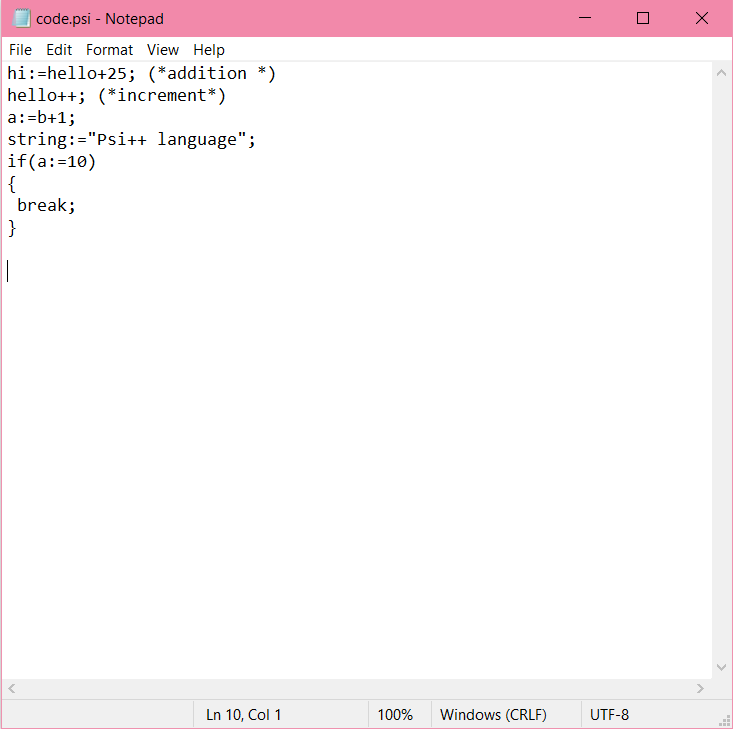 code.psi - Notepad
File Edit Format View Help
hi:=hello+25; (*addition *)
hello++; (*increment*)
a:=b+1;
string:="Psi++ language";
if(a:=10)
{
 break;
}
Ln 10, Col 1 100% Windows (CRLF) UTF-8